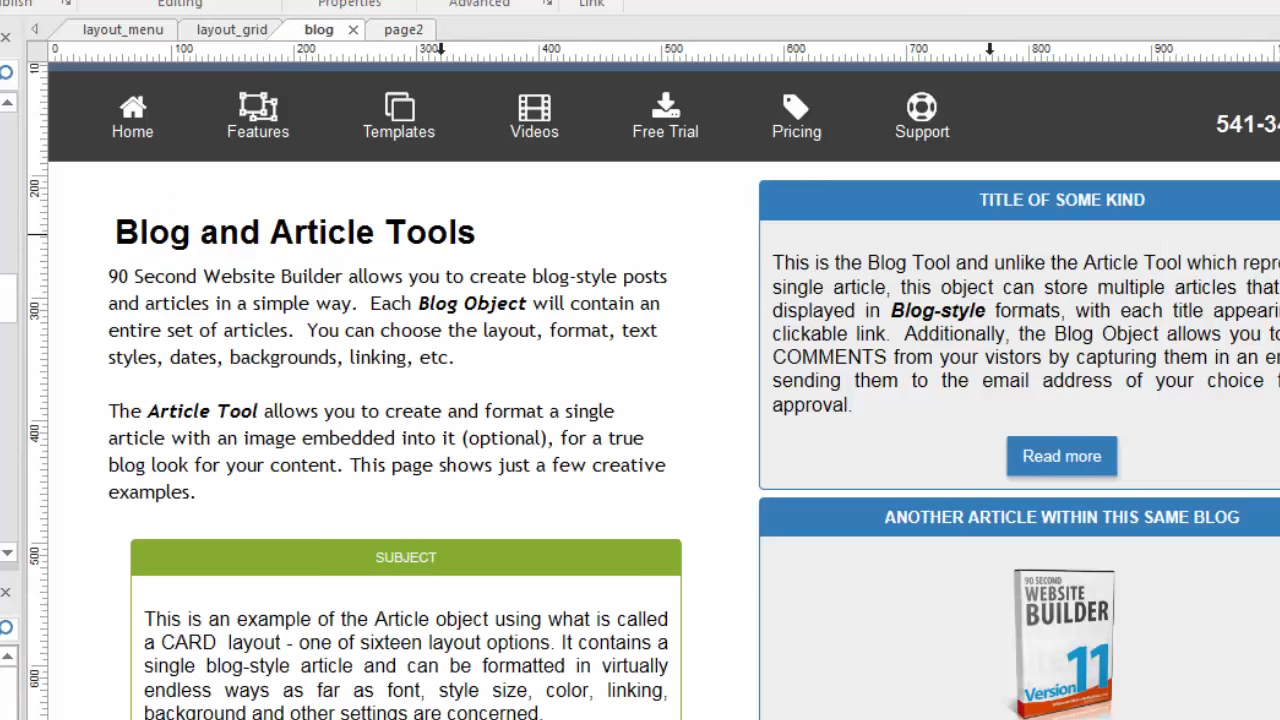 Editing
Properties
Advanced
Link
layout_menu
layout_grid
blog
page2
0 100 200 300 400 500 600 700 800 900
Home
Features
Templates
Videos
Free Trial
Pricing
Support
541-3
100
200
300
400
500
600
Blog and Article Tools
90 Second Website Builder allows you to create blog-style posts
and articles in a simple way. Each Blog Object will contain an
entire set of articles. You can choose the layout, format, text
styles, dates, backgrounds, linking, etc.
The Article Tool allows you to create and format a single
article with an image embedded into it (optional), for a true
blog look for your content. This page shows just a few creative
examples.
SUBJECT
This is an example of the Article object using what is called
a CARD layout - one of sixteen layout options. It contains a
single blog-style article and can be formatted in virtually
endless ways as far as font, style size, color, linking,
background and other settings are concerned.
TITLE OF SOME KIND
This is the Blog Tool and unlike the Article Tool which repr
single article, this object can store multiple articles that
displayed in Blog-style formats, with each title appeari
clickable link. Additionally, the Blog Object allows you to
COMMENTS from your vistors by capturing them in an e
sending them to the email address of your choice f
approval.
Read more
ANOTHER ARTICLE WITHIN THIS SAME BLOG
90 SECOND
WEBSITE
BUILDER
11
Version